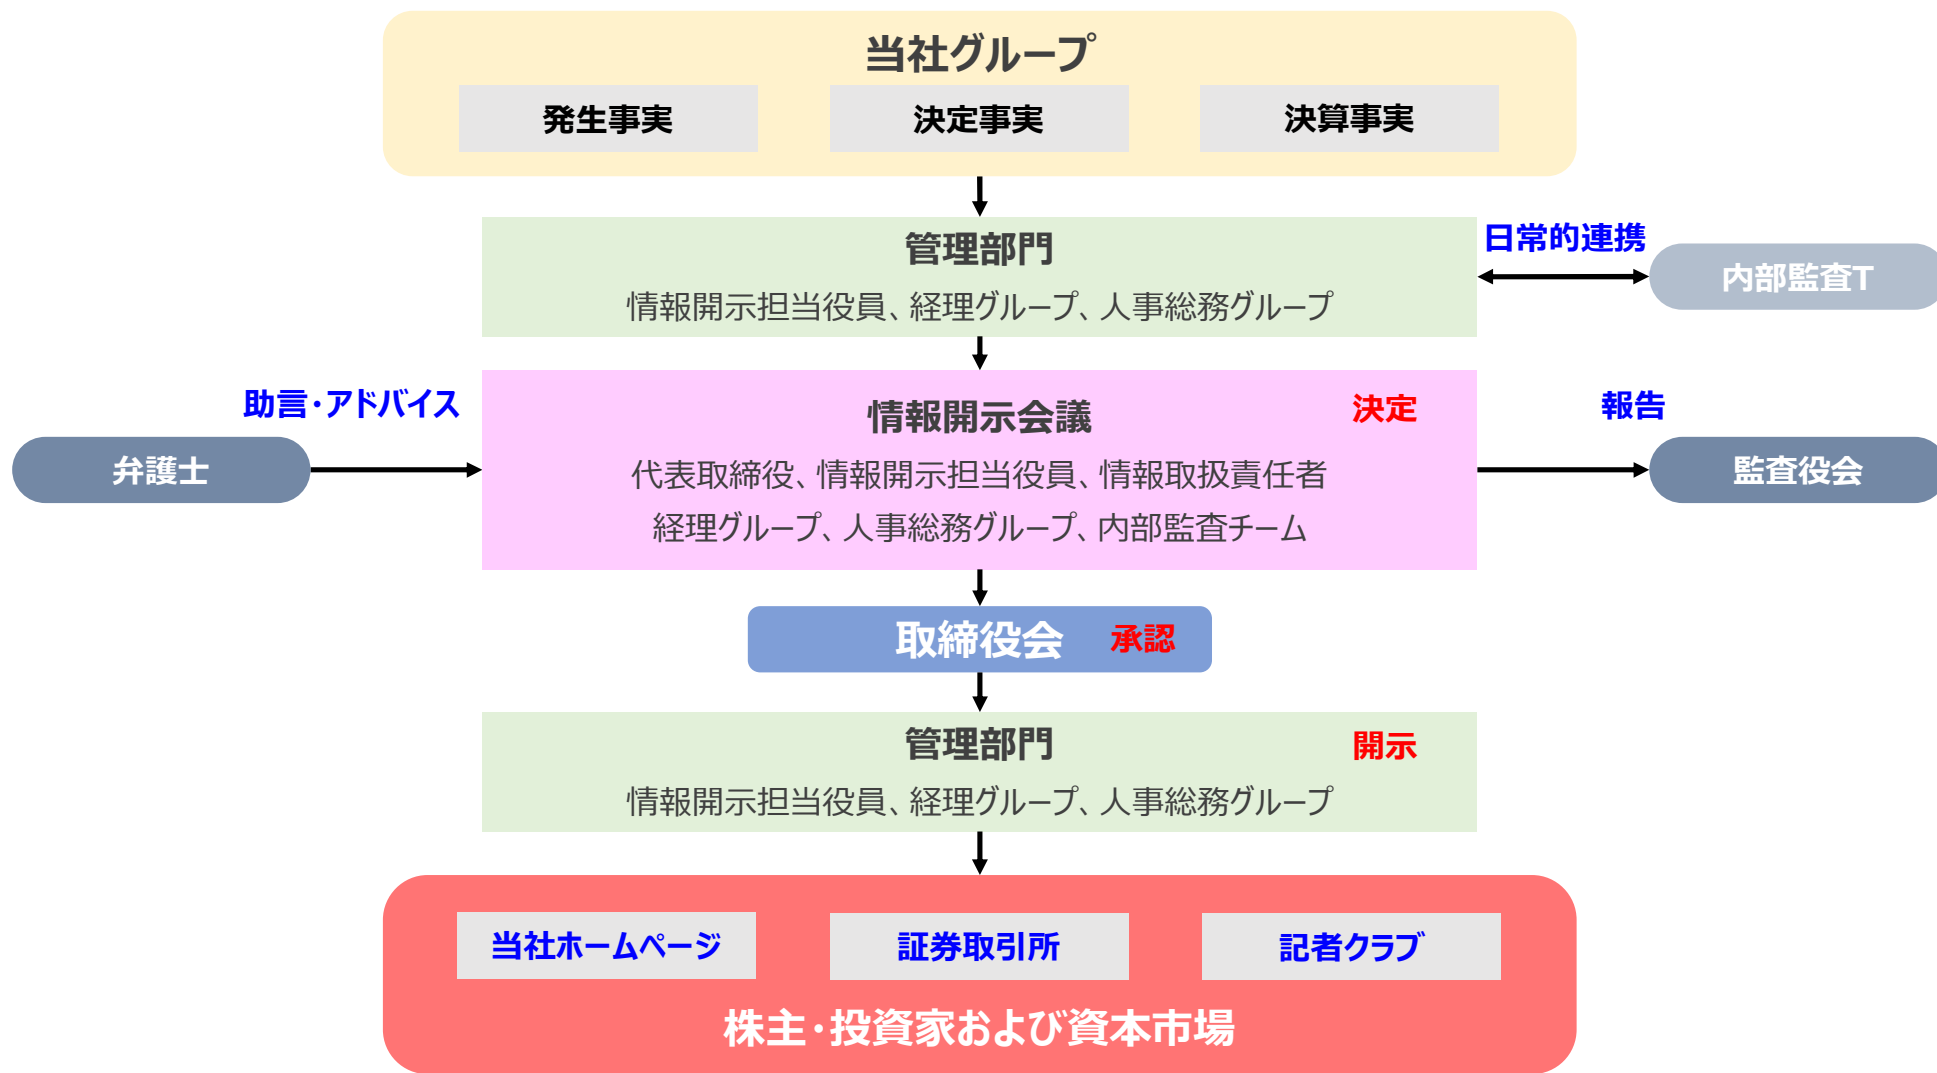 当社グループ
発生事実
決定事実
決算事実
管理部門
情報開示担当役員、経理グループ、人事総務グループ
日常的連携
内部監査T
助言・アドバイス
弁護士
情報開示会議
決定
代表取締役、情報開示担当役員、情報取扱責任者
経理グループ、人事総務グループ、内部監査チーム
報告
監査役会
取締役会
承認
管理部門
開示
情報開示担当役員、経理グループ、人事総務グループ
当社ホームページ
証券取引所
記者クラブ
株主・投資家および資本市場